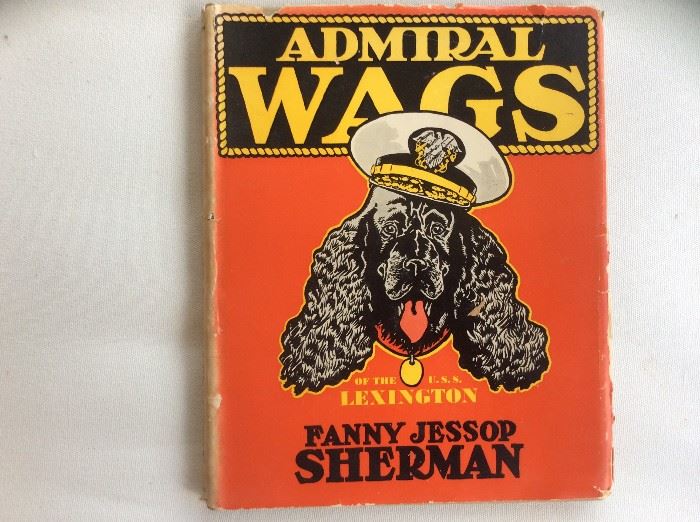 ADMIRAL
WAGS
OF THE U.S.S.
LEXINGTON
FANNY JESSOP
SHERMAN